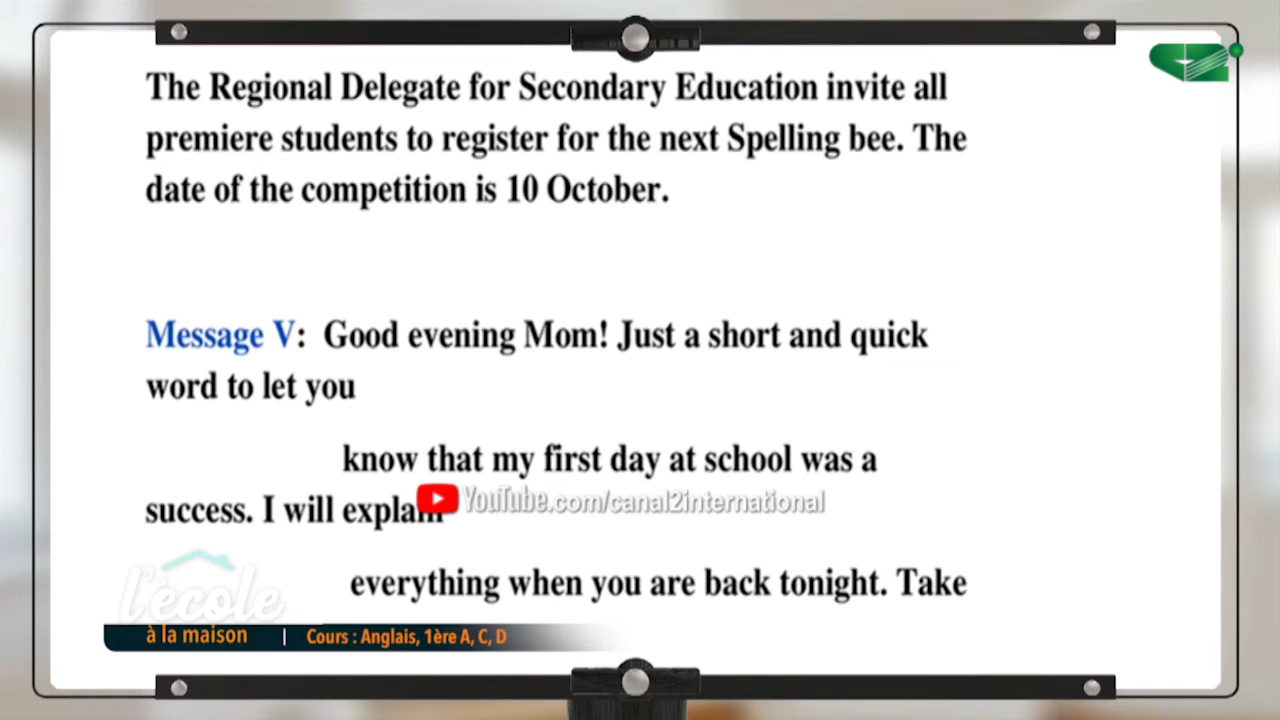 The Regional Delegate for Secondary Education invite all
premiere students to register for the next Spelling bee. The
date of the competition is 10 October.
Message V: Good evening Mom! Just a short and quick
word to let you
know that my first day at school was a
success. I will explain
YouTube.com/canal2international
everything when you are back tonight. Take
l'école
à la maison | Cours : Anglais, 1ère A, C, D